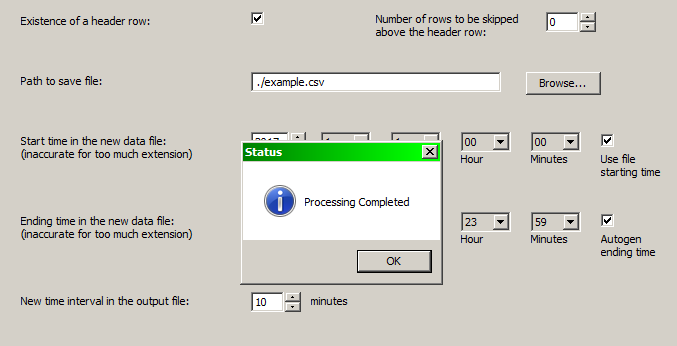 Existence of a header row:
Number of rows to be skipped
above the header row:
0
Path to save file:
./example.csv
Browse...
Start time in the new data file:
(inaccurate for too much extension)
00
00
Hour
Minutes
Use file
starting time
Status
Processing Completed
OK
Ending time in the new data file:
(inaccurate for too much extension)
23
59
Hour
Minutes
Autogen
ending time
New time interval in the output file:
10
minutes